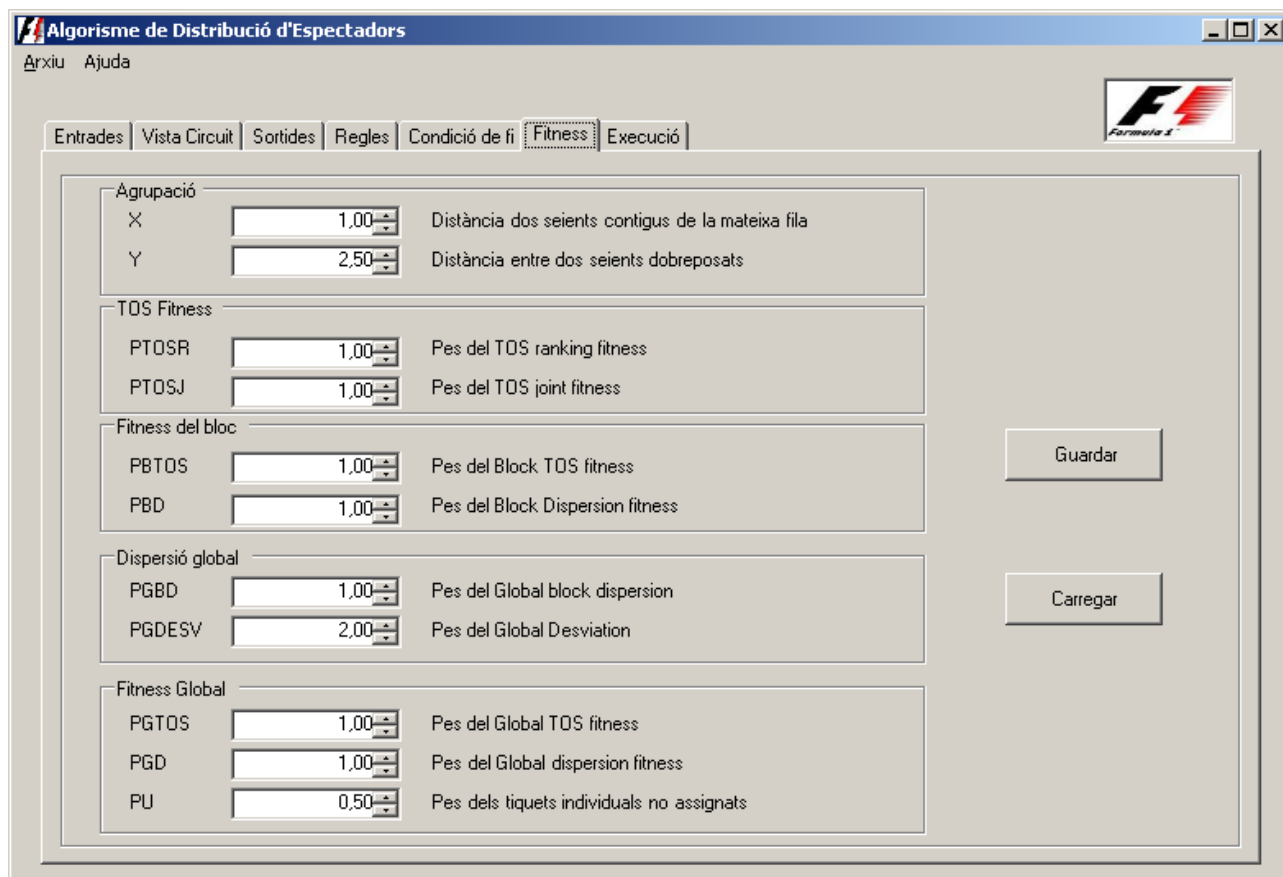 Algorisme de Distribució d'Espectadors
Arxiu Ajuda
Formula 1
Entrades Vista Circuit Sortides Regles Condició de fi Fitness Execució
Agrupació
X 1,00 Distància dos seients contigus de la mateixa fila
Y 2,50 Distància entre dos seients dobreposats
TOS Fitness
PTOSR 1,00 Pes del TOS ranking fitness
PTOSJ 1,00 Pes del TOS joint fitness
Fitness del bloc
PBTOS 1,00 Pes del Block TOS fitness
PBD 1,00 Pes del Block Dispersion fitness
Guardar
Dispersió global
PGBD 1,00 Pes del Global block dispersion
PGDESV 2,00 Pes del Global Desviation
Carregar
Fitness Global
PGTOS 1,00 Pes del Global TOS fitness
PGD 1,00 Pes del Global dispersion fitness
PU 0,50 Pes dels tiquets individuals no assignats